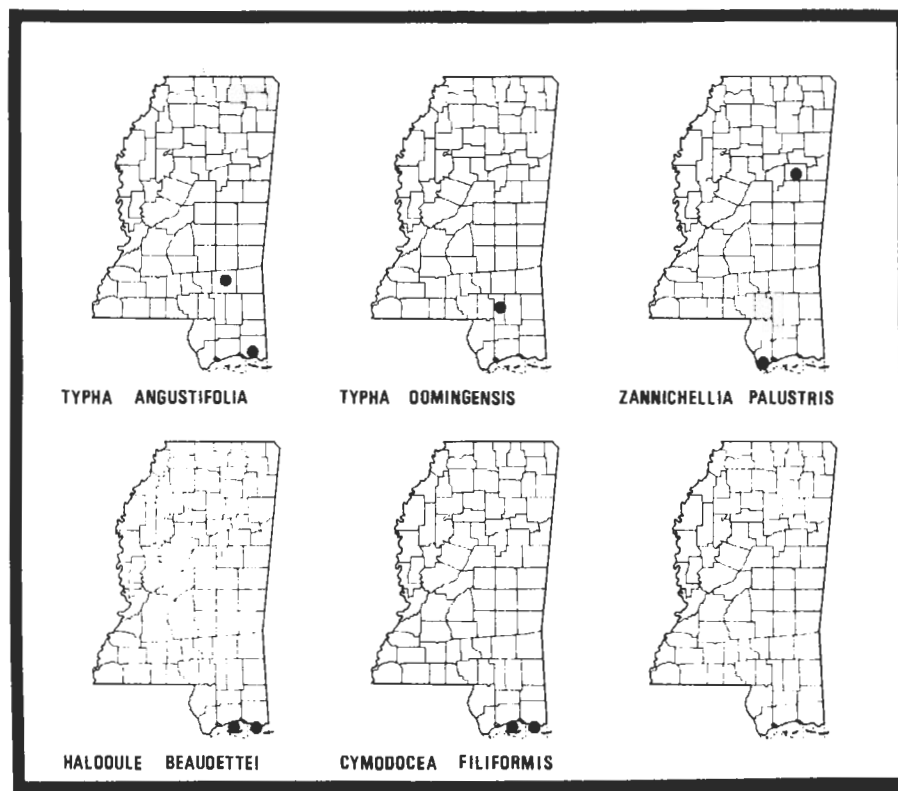 TYPHA ANGUSTIFOLIA
TYPHA DOMINGENSIS
ZANNICHELLIA PALUSTRIS
HALODULE BEAUDETTEI
CYMODOCEA FILIFORMIS